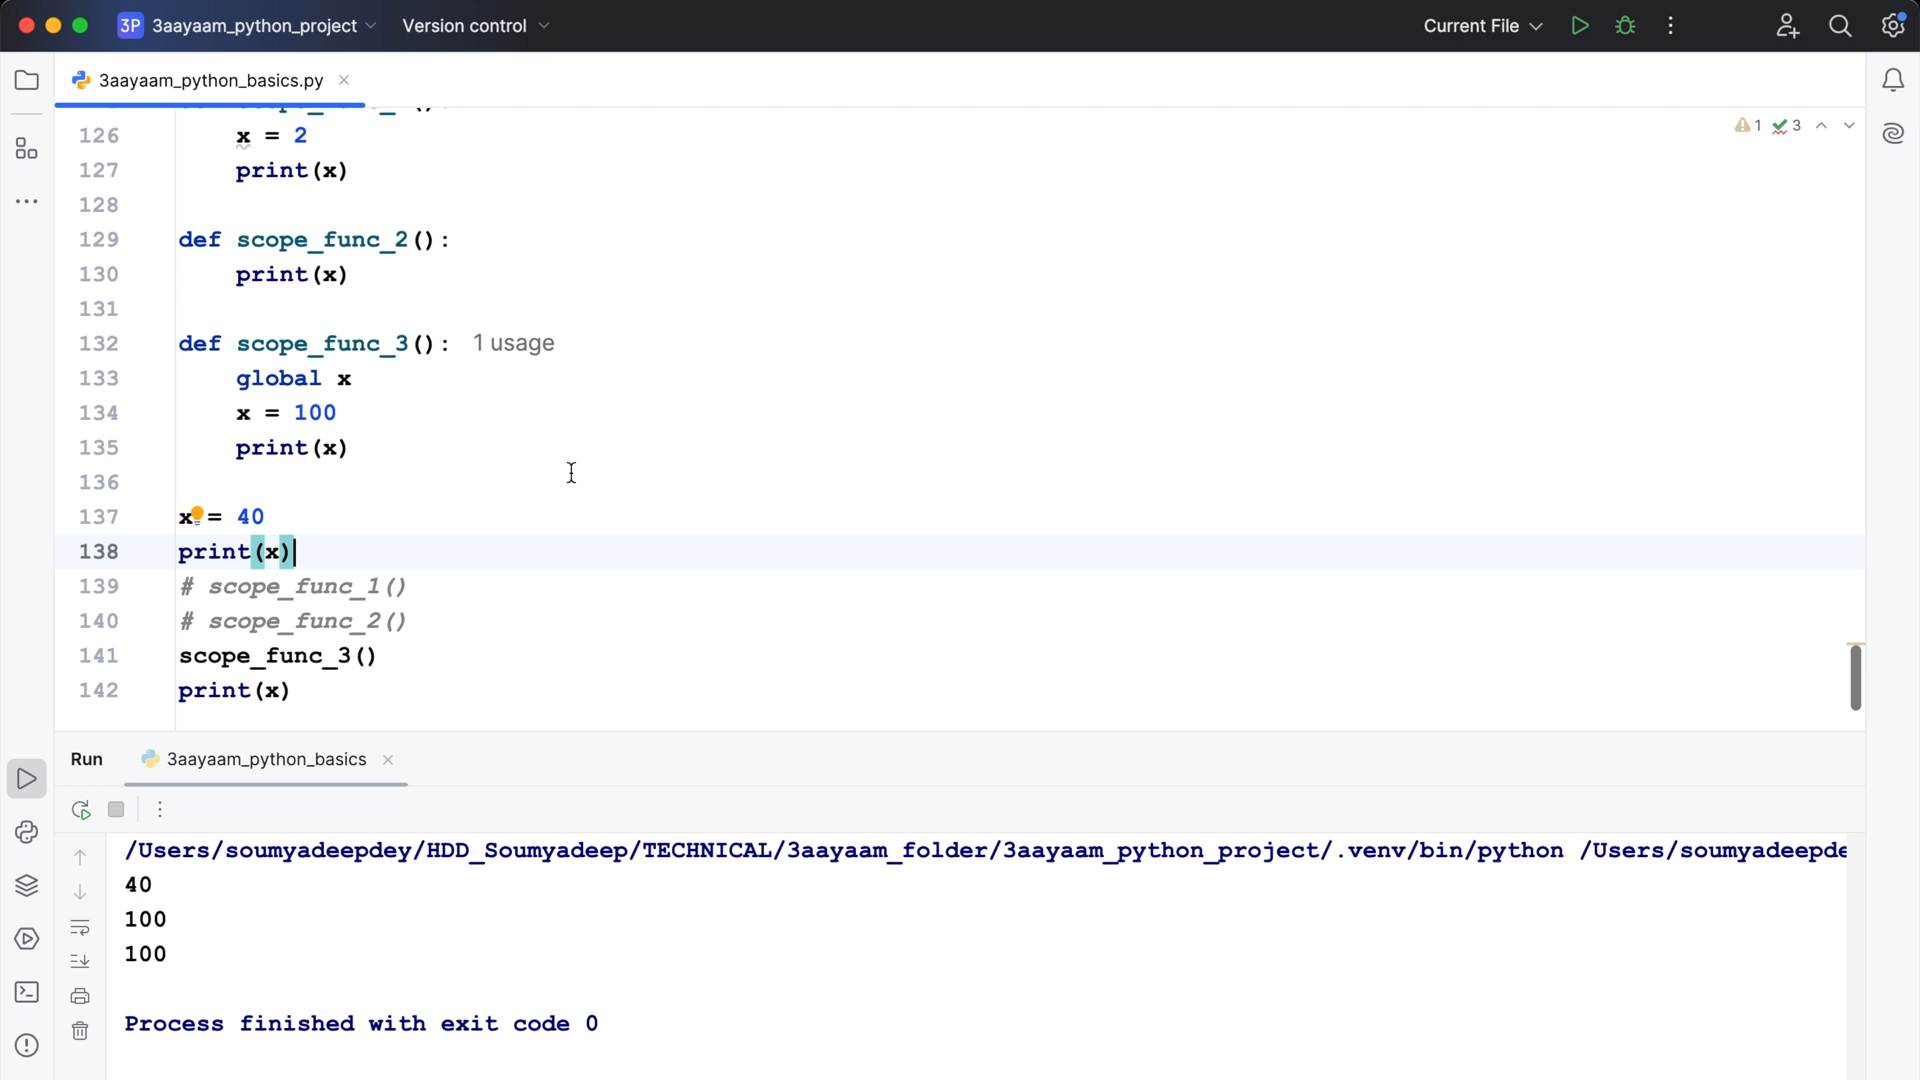 3P 3aayaam_python_project Version control Current File
3aayaam_python_basics.py
1 3
126 x = 2
127 print(x)
128
129 def scope_func_2():
130 print(x)
131
132 def scope_func_3(): 1 usage
133 global x
134 x = 100
135 print(x)
136
137 x = 40
138 print(x)
139 # scope_func_1()
140 # scope_func_2()
141 scope_func_3()
142 print(x)
Run 3aayaam_python_basics
/Users/soumyadeepdey/HDD_Soumyadeep/TECHNICAL/3aayaam_folder/3aayaam_python_project/.venv/bin/python /Users/soumyadeepde
40
100
100
Process finished with exit code 0